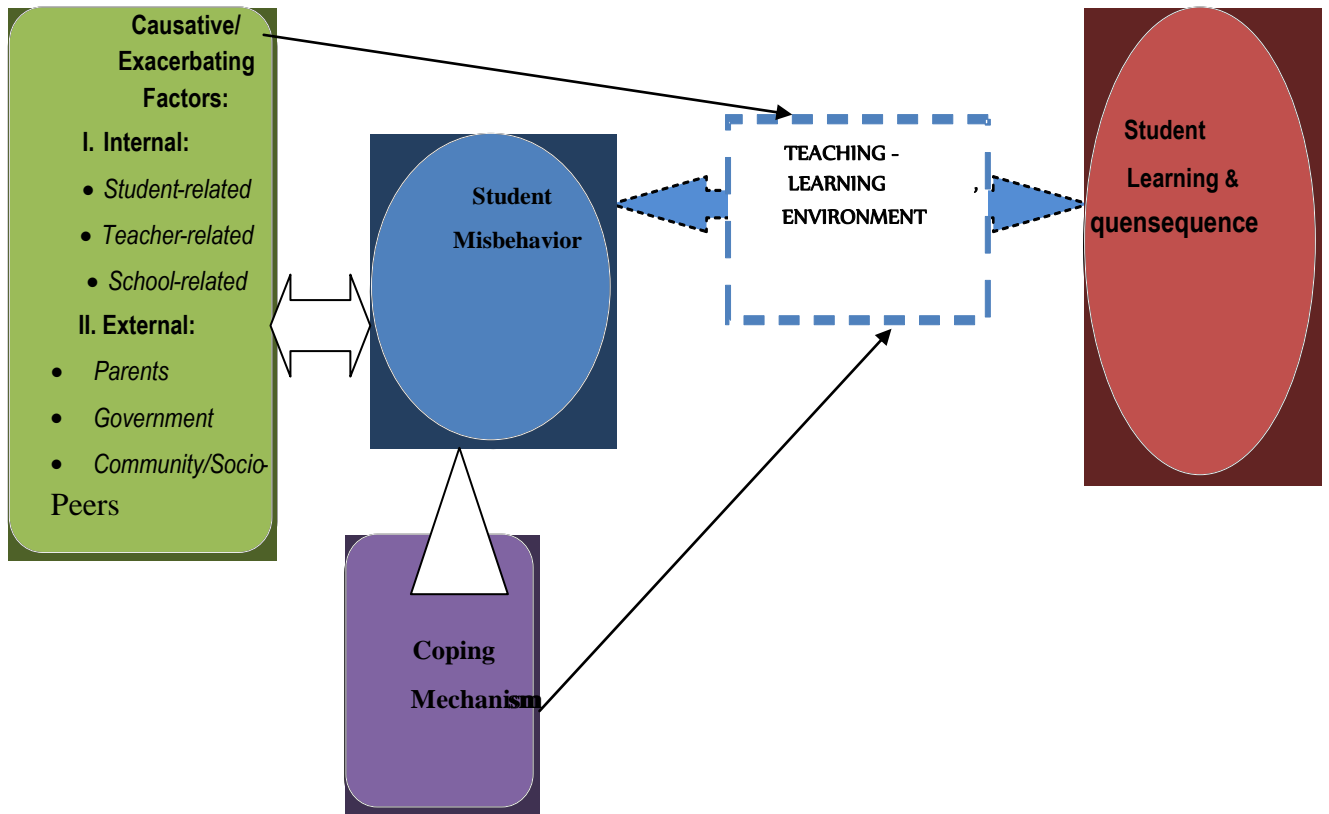 Causative/
Exacerbating
Factors:
I. Internal:
• Student-related
• Teacher-related
• School-related
II. External:
• Parents
• Government
• Community/Socio-
Peers
Student
Misbehavior
Coping
Mechanism
TEACHING -
LEARNING ,
ENVIRONMENT
Student
Learning &
quensequence